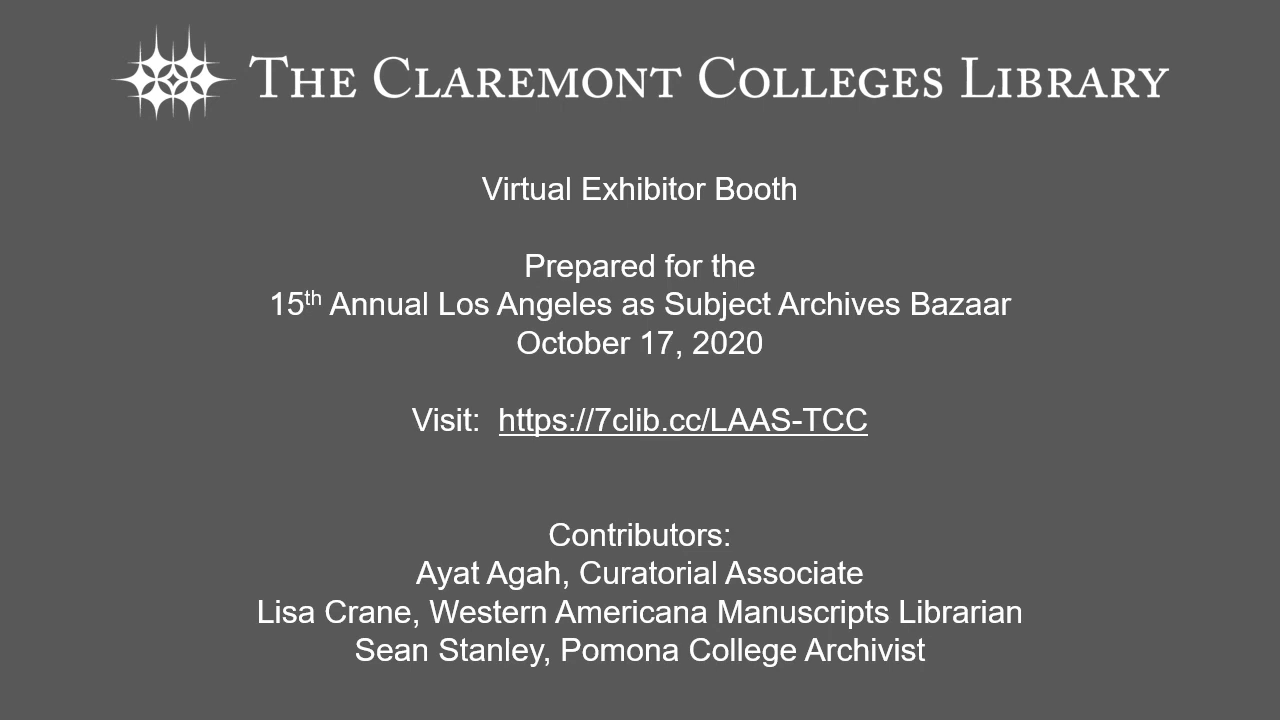 THE CLAREMONT COLLEGES LIBRARY
Virtual Exhibitor Booth
Prepared for the
15th Annual Los Angeles as Subject Archives Bazaar
October 17, 2020
Visit: https://7clib.cc/LAAS-TCC
Contributors:
Ayat Agah, Curatorial Associate
Lisa Crane, Western Americana Manuscripts Librarian
Sean Stanley, Pomona College Archivist